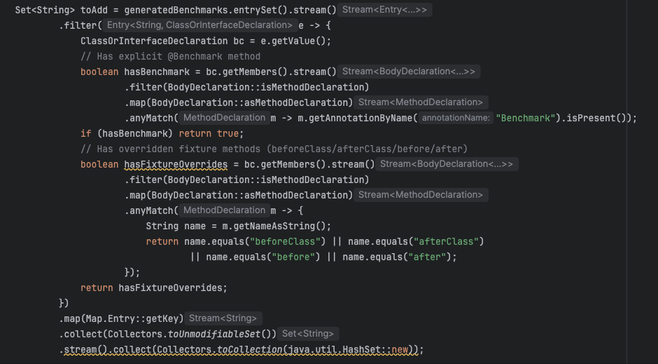 Set<String> toAdd = generatedBenchmarks.entrySet().stream() Stream<Entry<...>>
.filter( Entry<String, ClassOrInterfaceDeclaration> e -> {
ClassOrInterfaceDeclaration bc = e.getValue();
// Has explicit @Benchmark method
boolean hasBenchmark = bc.getMembers().stream() Stream<BodyDeclaration<...>>
.filter(BodyDeclaration::isMethodDeclaration)
.map(BodyDeclaration::asMethodDeclaration) Stream<MethodDeclaration>
.anyMatch( MethodDeclaration m -> m.getAnnotationByName( annotationName: "Benchmark").isPresent());
if (hasBenchmark) return true;
// Has overridden fixture methods (beforeClass/afterClass/before/after)
boolean hasFixtureOverrides = bc.getMembers().stream() Stream<BodyDeclaration<...>>
.filter(BodyDeclaration::isMethodDeclaration)
.map(BodyDeclaration::asMethodDeclaration) Stream<MethodDeclaration>
.anyMatch( MethodDeclaration m -> {
String name = m.getNameAsString();
return name.equals("beforeClass") || name.equals("afterClass")
|| name.equals("before") || name.equals("after");
});
return hasFixtureOverrides;
})
.map(Map.Entry::getKey) Stream<String>
.collect(Collectors.toUnmodifiableSet()) Set<String>
.stream().collect(Collectors.toCollection(java.util.HashSet::new));